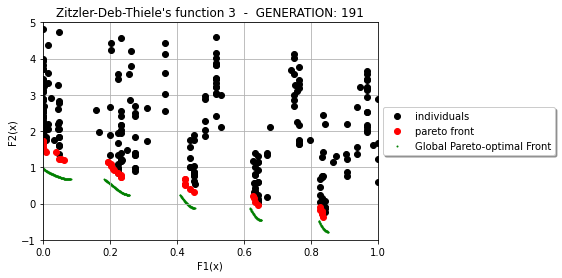 Zitzler-Deb-Thiele's function 3 - GENERATION: 191
5
4
3
2
1
0
−1
F2(x)
0.0 0.2 0.4 0.6 0.8 1.0
F1(x)
individuals
pareto front
Global Pareto-optimal Front